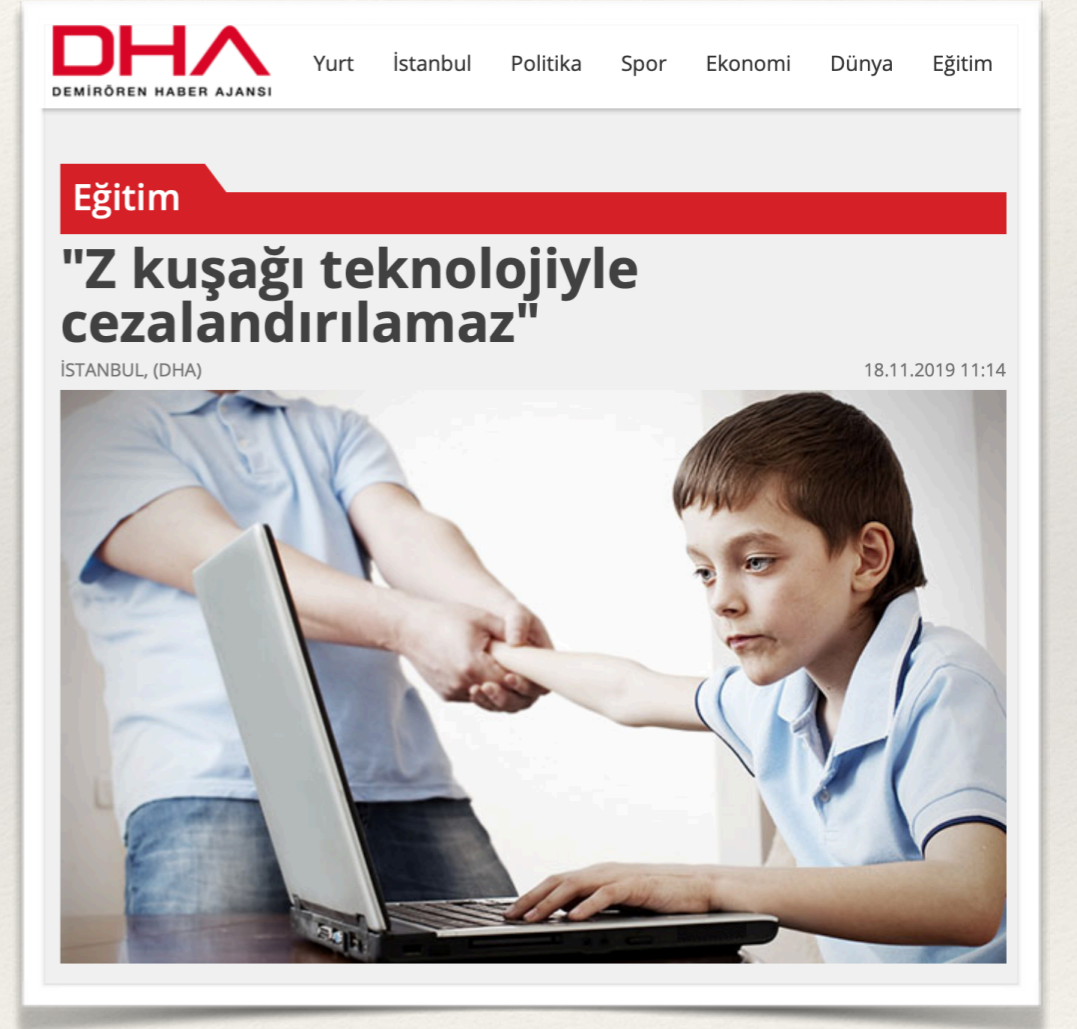 DHA
DEMİRÖREN HABER AJANSI
Yurt İstanbul Politika Spor Ekonomi Dünya Eğitim
Eğitim
"Z kuşağı teknolojiyle
cezalandırılamaz"
İSTANBUL, (DHA) 18.11.2019 11:14